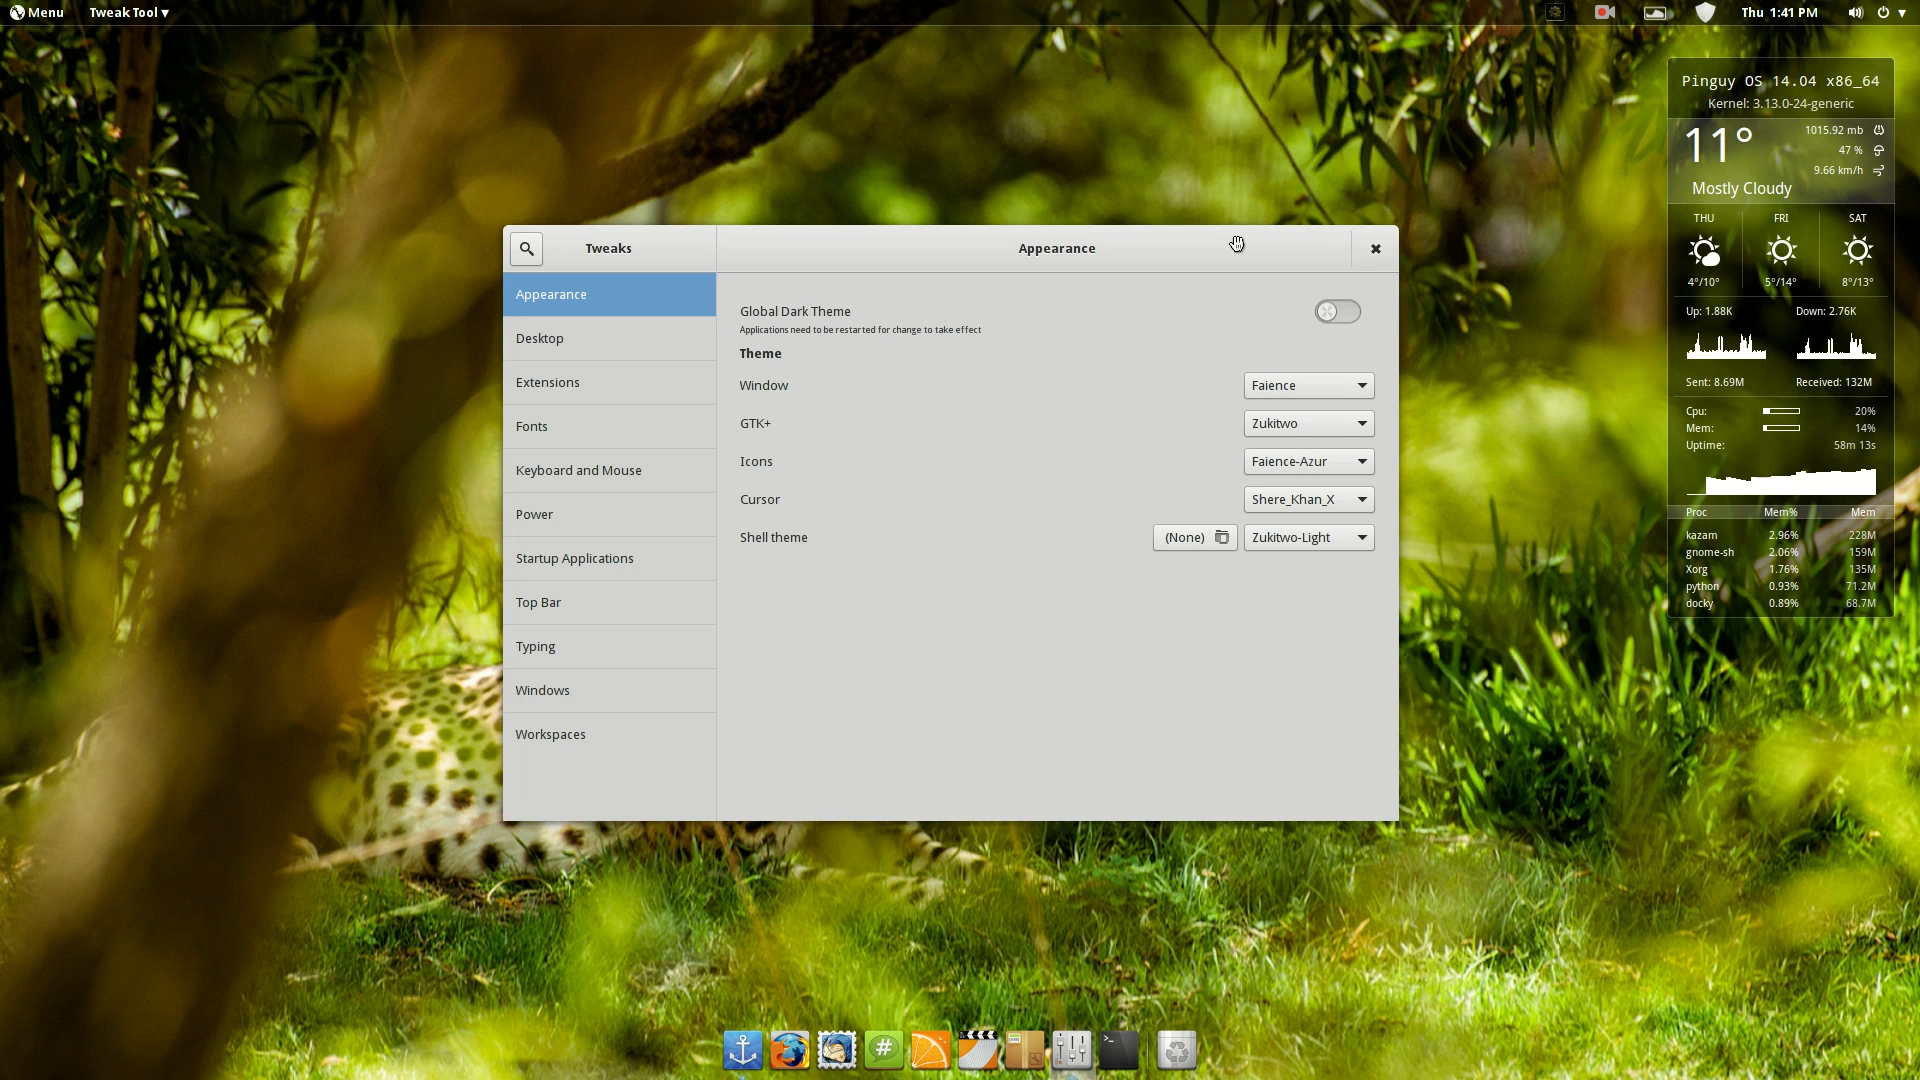 Menu Tweak Tool ▾ Thu 1:41 PM
Pinguy OS 14.04 x86_64
Kernel: 3.13.0-24-generic
11° 1015.92 mb
47 %
9.66 km/h
Mostly Cloudy
THU FRI SAT
4°/10° 5°/14° 8°/13°
Up: 1.88K Down: 2.76K
Sent: 8.69M Received: 132M
Cpu: 20%
Mem: 14%
Uptime: 58m 13s
Proc Mem% Mem
kazam 2.96% 228M
gnome-sh 2.06% 159M
Xorg 1.76% 135M
python 0.93% 71.2M
docky 0.89% 68.7M
Tweaks Appearance
Appearance
Desktop
Extensions
Fonts
Keyboard and Mouse
Power
Startup Applications
Top Bar
Typing
Windows
Workspaces
Global Dark Theme
Applications need to be restarted for change to take effect
Theme
Window Faience
GTK+ Zukitwo
Icons Faience-Azur
Cursor Shere_Khan_X
Shell theme (None) Zukitwo-Light
#
>_